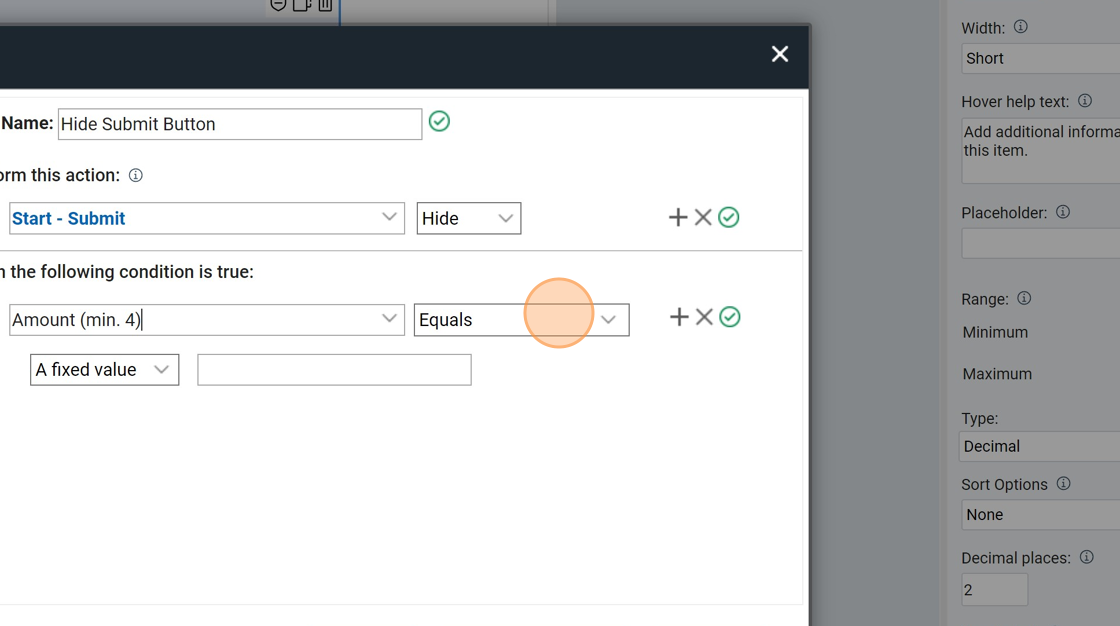 Name: Hide Submit Button
orm this action:
Start - Submit Hide
n the following condition is true:
Amount (min. 4) Equals
A fixed value
Width:
Short
Hover help text:
Add additional informa
this item.
Placeholder:
Range:
Minimum
Maximum
Type:
Decimal
Sort Options
None
Decimal places:
2